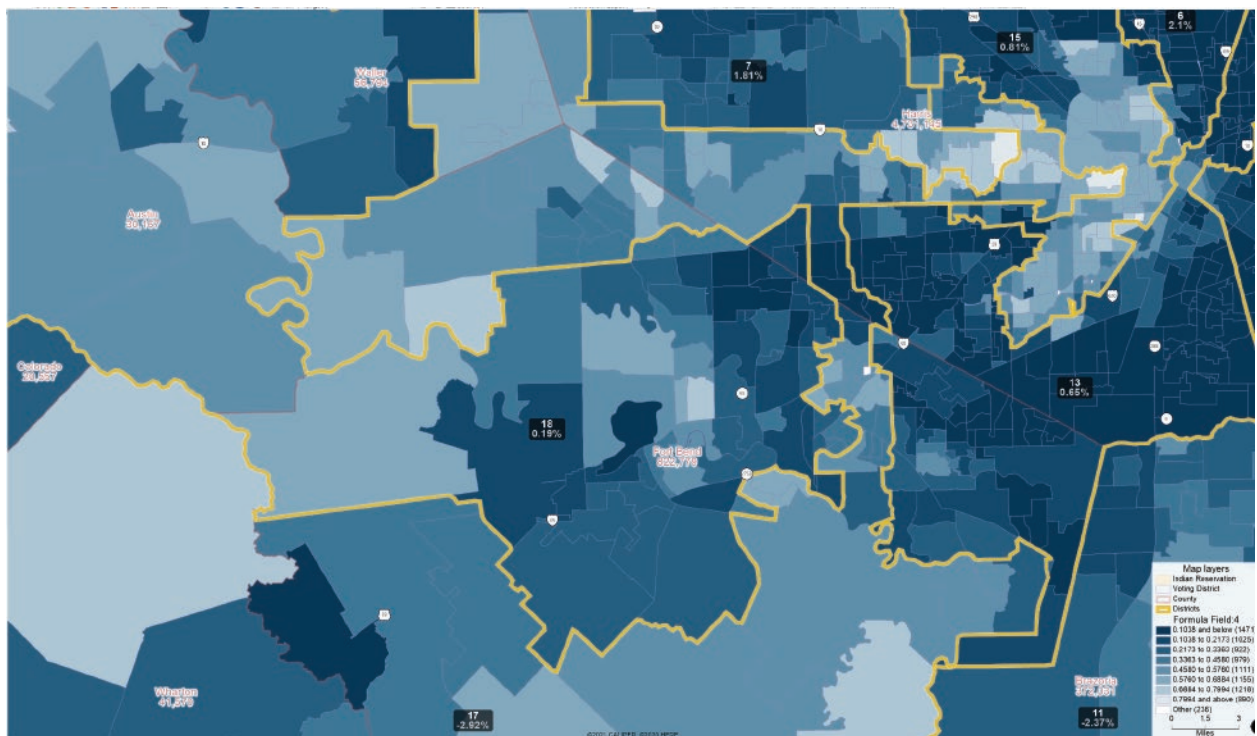 6
2.1%
15
0.81%
7
1.81%
Waller
Harris
Austin
30,167
Colorado
20,557
13
0.65%
18
0.19%
Fort Bend
822,779
Map layers
Indian Reservation
Voting District
County
Districts
Formula Field:4
0.1038 and below (1471)
0.1038 to 0.2173 (1025)
0.2173 to 0.3363 (922)
0.3363 to 0.4580 (979)
0.4580 to 0.5760 (1111)
0.5760 to 0.6884 (1155)
0.6884 to 0.7994 (1218)
0.7994 and above (890)
Other (236)
0 1.5 3
Miles
Wharton
41,570
Brazoria
372,031
17
-2.92%
11
-2.37%